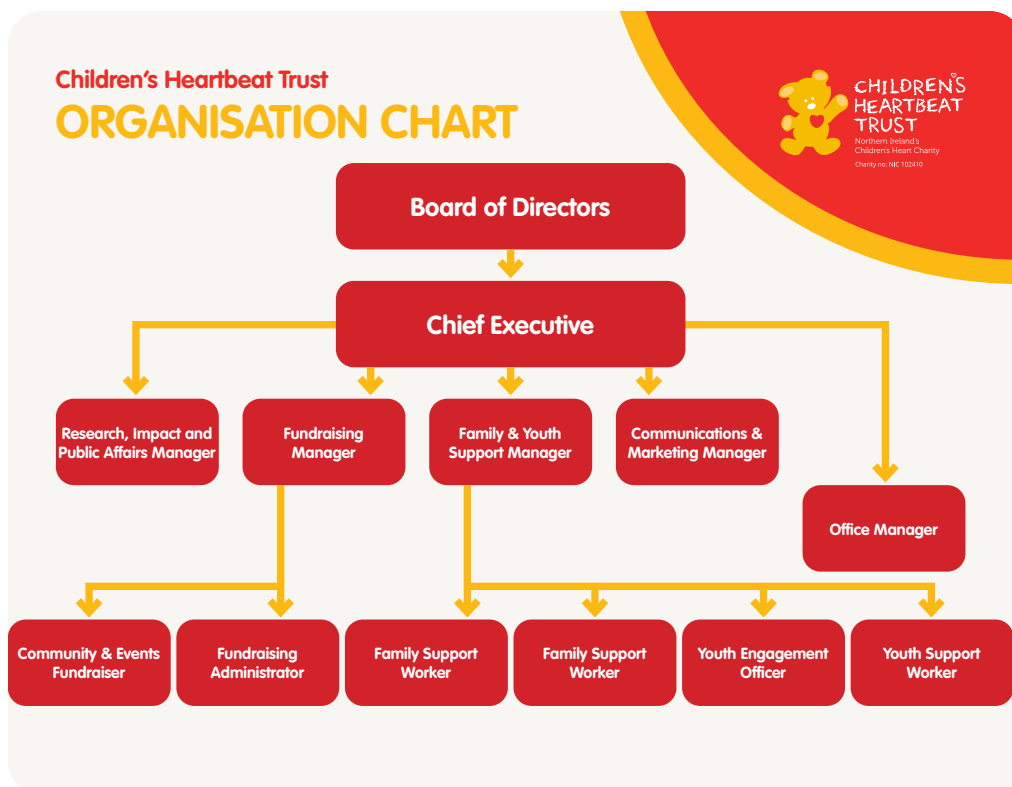 Children's Heartbeat Trust
ORGANISATION CHART
CHILDREN'S
HEARTBEAT
TRUST
Northern Ireland's
Children's Heart Charity
Charity no: NIC 102410
Board of Directors
Chief Executive
Research, Impact and
Public Affairs Manager
Fundraising
Manager
Family & Youth
Support Manager
Communications &
Marketing Manager
Office Manager
Community & Events
Fundraiser
Fundraising
Administrator
Family Support
Worker
Family Support
Worker
Youth Engagement
Officer
Youth Support
Worker